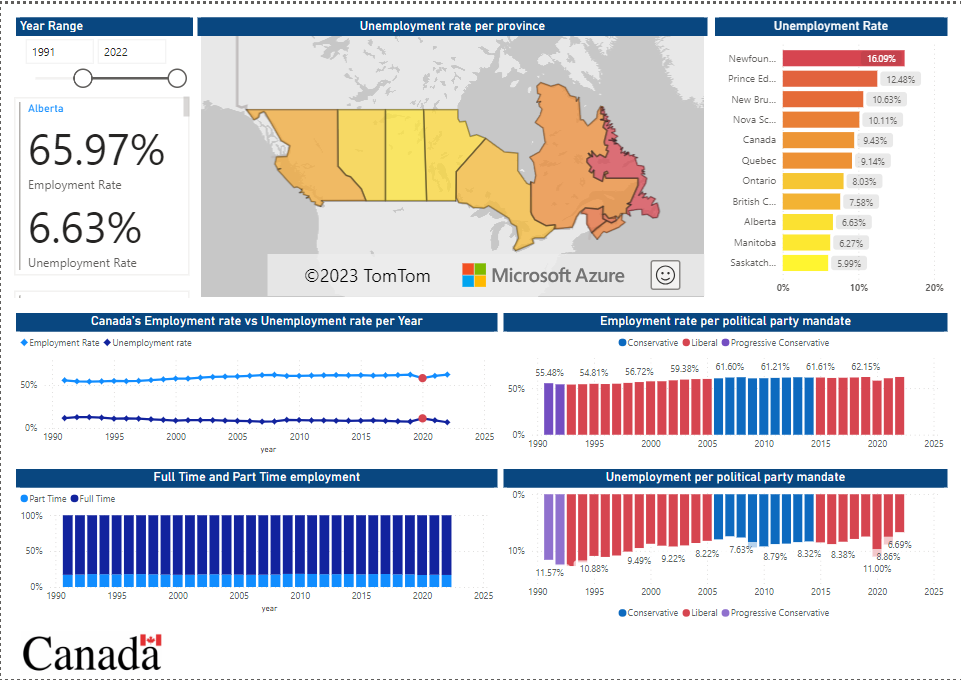 Year Range
1991 2022
Alberta
65.97%
Employment Rate
6.63%
Unemployment Rate
Unemployment rate per province
©2023 TomTom Microsoft Azure
Unemployment Rate
Newfoun... 16.09%
Prince Ed... 12.48%
New Bru... 10.63%
Nova Sc... 10.11%
Canada 9.43%
Quebec 9.14%
Ontario 8.03%
British C... 7.58%
Alberta 6.63%
Manitoba 6.27%
Saskatch... 5.99%
0% 10% 20%
Canada's Employment rate vs Unemployment rate per Year
Employment Rate Unemployment rate
50%
0%
1990 1995 2000 2005 2010 2015 2020 2025
year
Employment rate per political party mandate
Conservative Liberal Progressive Conservative
55.48% 54.81% 56.72% 59.38% 61.60% 61.21% 61.61% 62.15%
50%
0%
1990 1995 2000 2005 2010 2015 2020 2025
Full Time and Part Time employment
Part Time Full Time
100%
50%
0%
1990 1995 2000 2005 2010 2015 2020 2025
year
Unemployment per political party mandate
0%
10%
11.57% 10.88% 9.49% 9.22% 8.22% 7.63% 8.79% 8.32% 8.38% 11.00% 8.86% 6.69%
1990 1995 2000 2005 2010 2015 2020 2025
Conservative Liberal Progressive Conservative
Canada